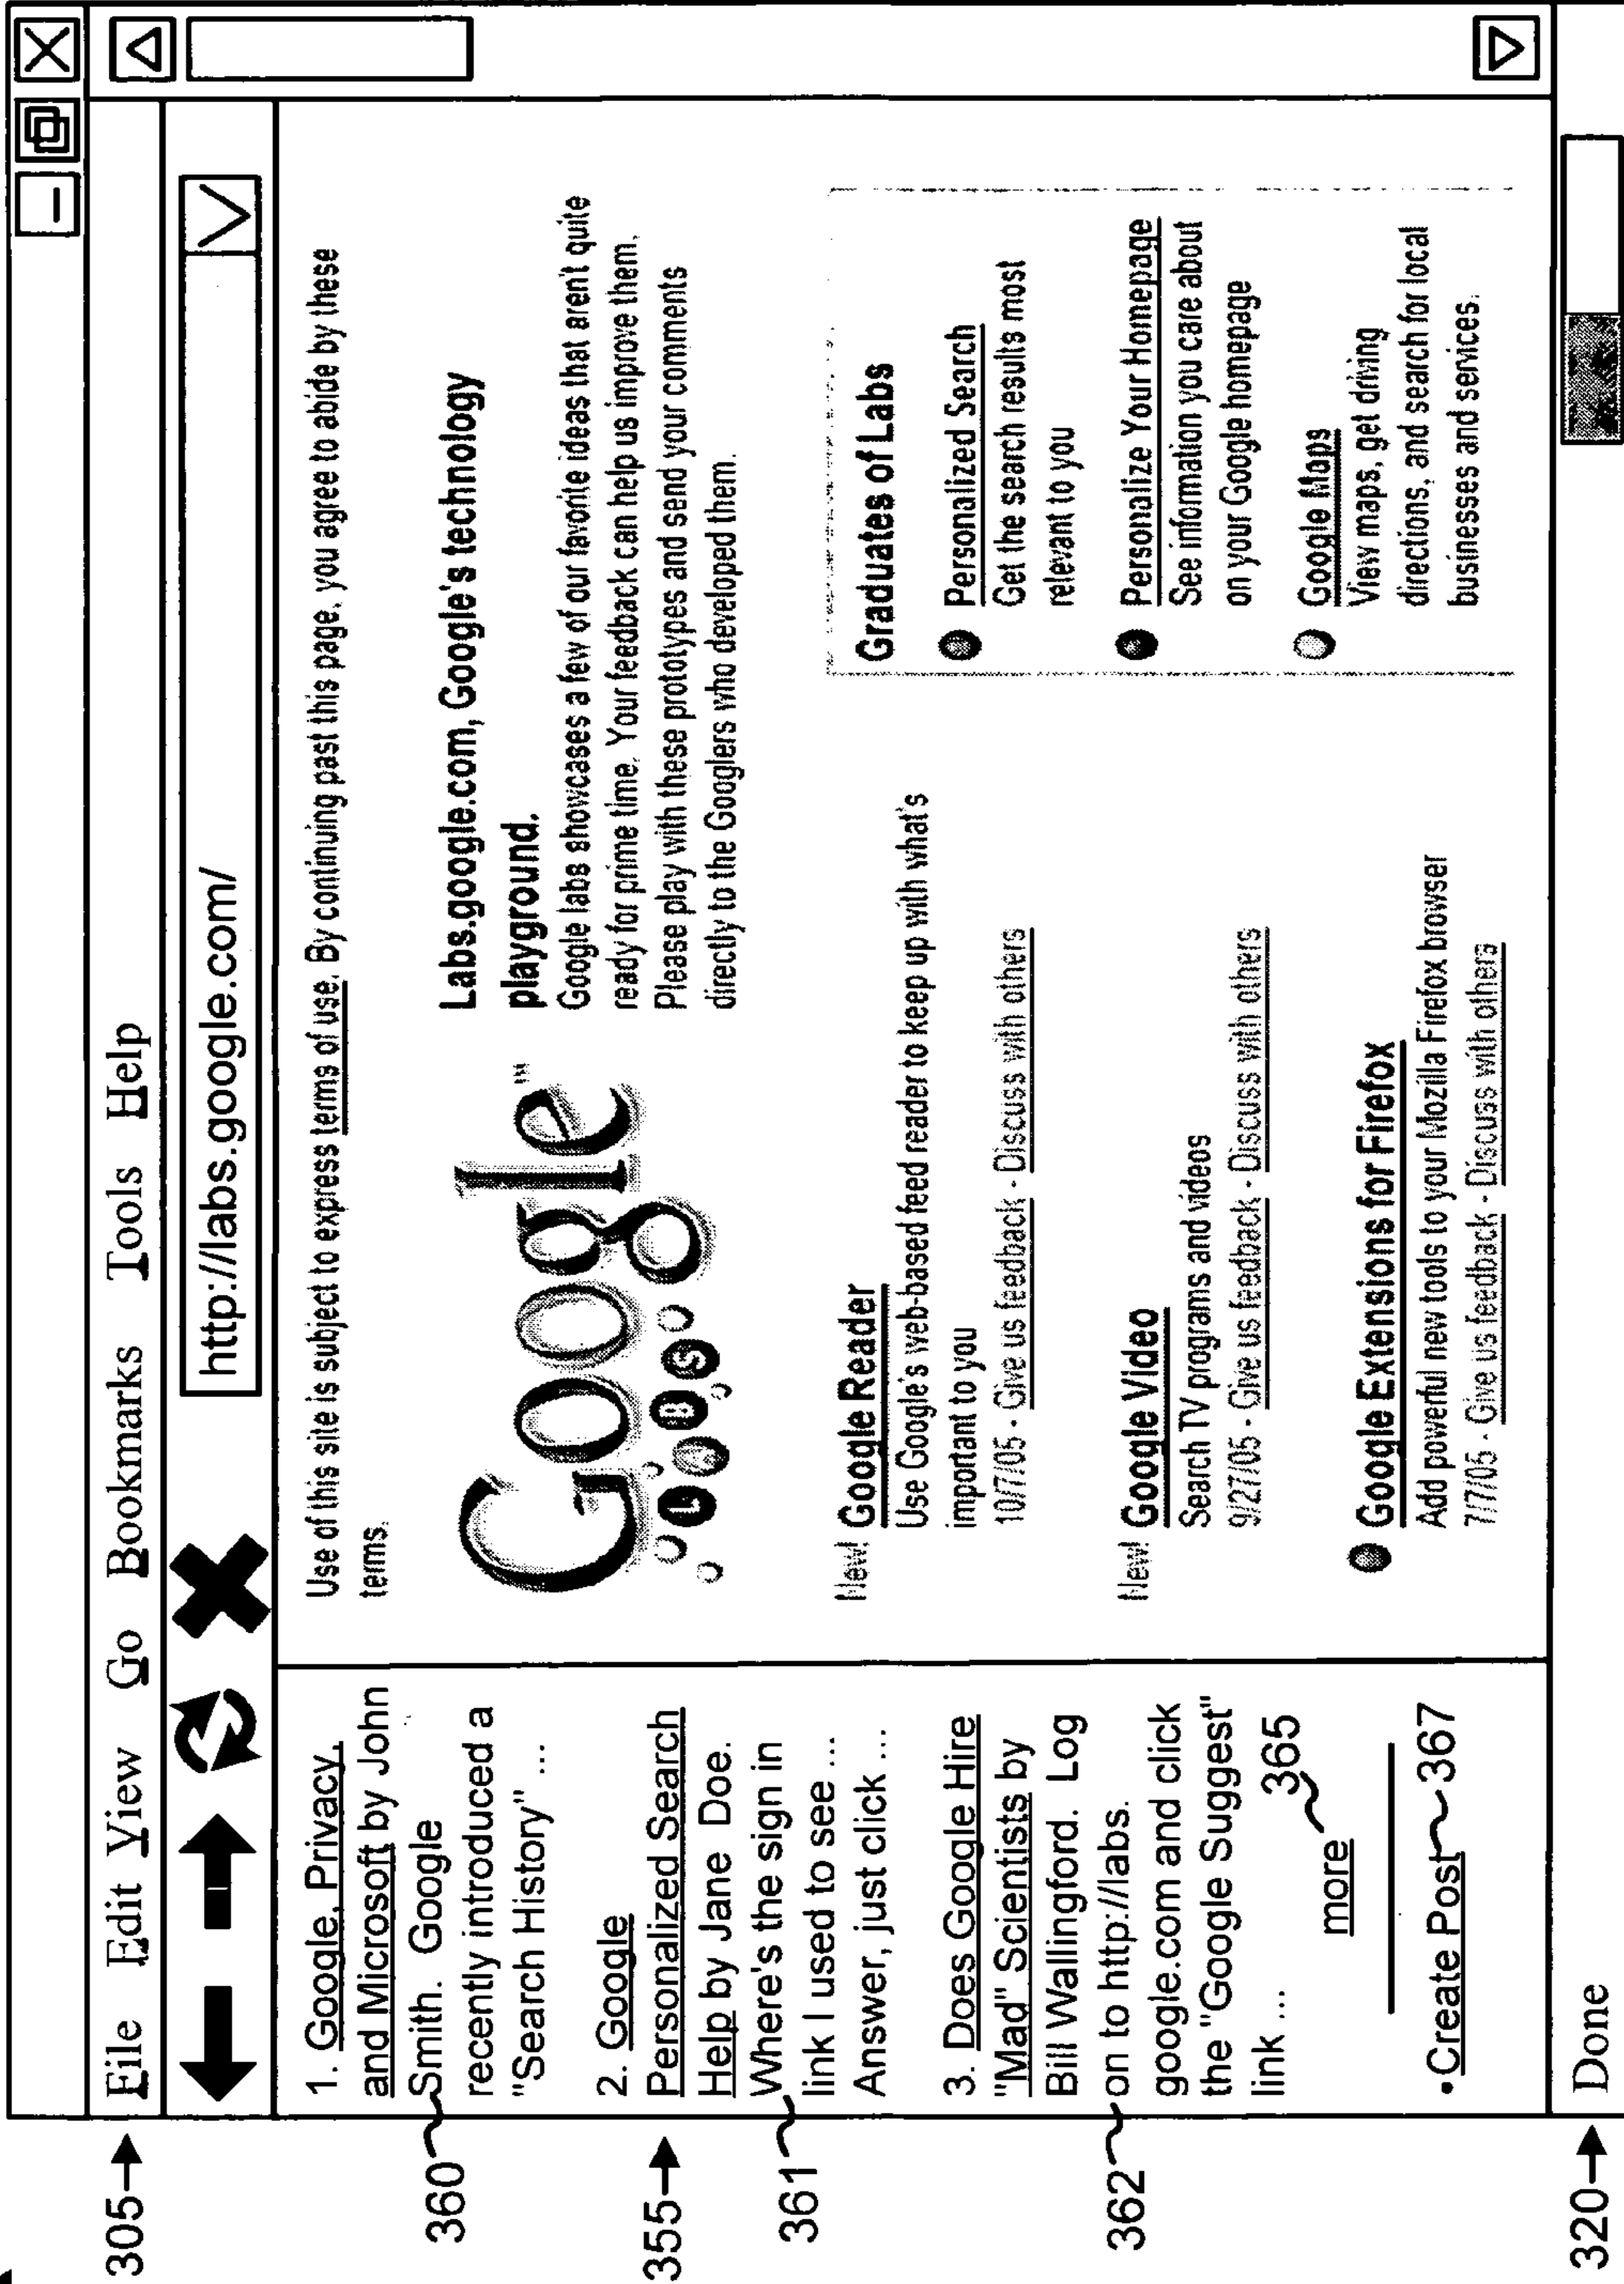 305
File Edit View Go Bookmarks Tools Help
http://labs.google.com/
360
355
361
362
1. Google, Privacy,
and Microsoft by John
Smith. Google
recently introduced a
"Search History" ...
2. Google
Personalized Search
Help by Jane Doe.
Where's the sign in
link I used to see ...
Answer, just click ...
3. Does Google Hire
"Mad" Scientists by
Bill Wallingford. Log
on to http://labs.
google.com and click
the "Google Suggest"
link ...
365
more
•Create Post
367
Use of this site is subject to express terms of use. By continuing past this page, you agree to abide by these
terms.
Google™
LABS
Labs.google.com, Google's technology
playground.
Google labs showcases a few of our favorite ideas that aren't quite
ready for prime time. Your feedback can help us improve them.
Please play with these prototypes and send your comments
directly to the Googlers who developed them.
New! Google Reader
Use Google's web-based feed reader to keep up with what's
important to you
10/7/05 - Give us feedback - Discuss with others
New! Google Video
Search TV programs and videos
9/27/05 - Give us feedback - Discuss with others
Google Extensions for Firefox
Add powerful new tools to your Mozilla Firefox browser
7/7/05 - Give us feedback - Discuss with others
Graduates of Labs
Personalized Search
Get the search results most
relevant to you
Personalize Your Homepage
See information you care about
on your Google homepage
Google Maps
View maps, get driving
directions, and search for local
businesses and services.
320
Done